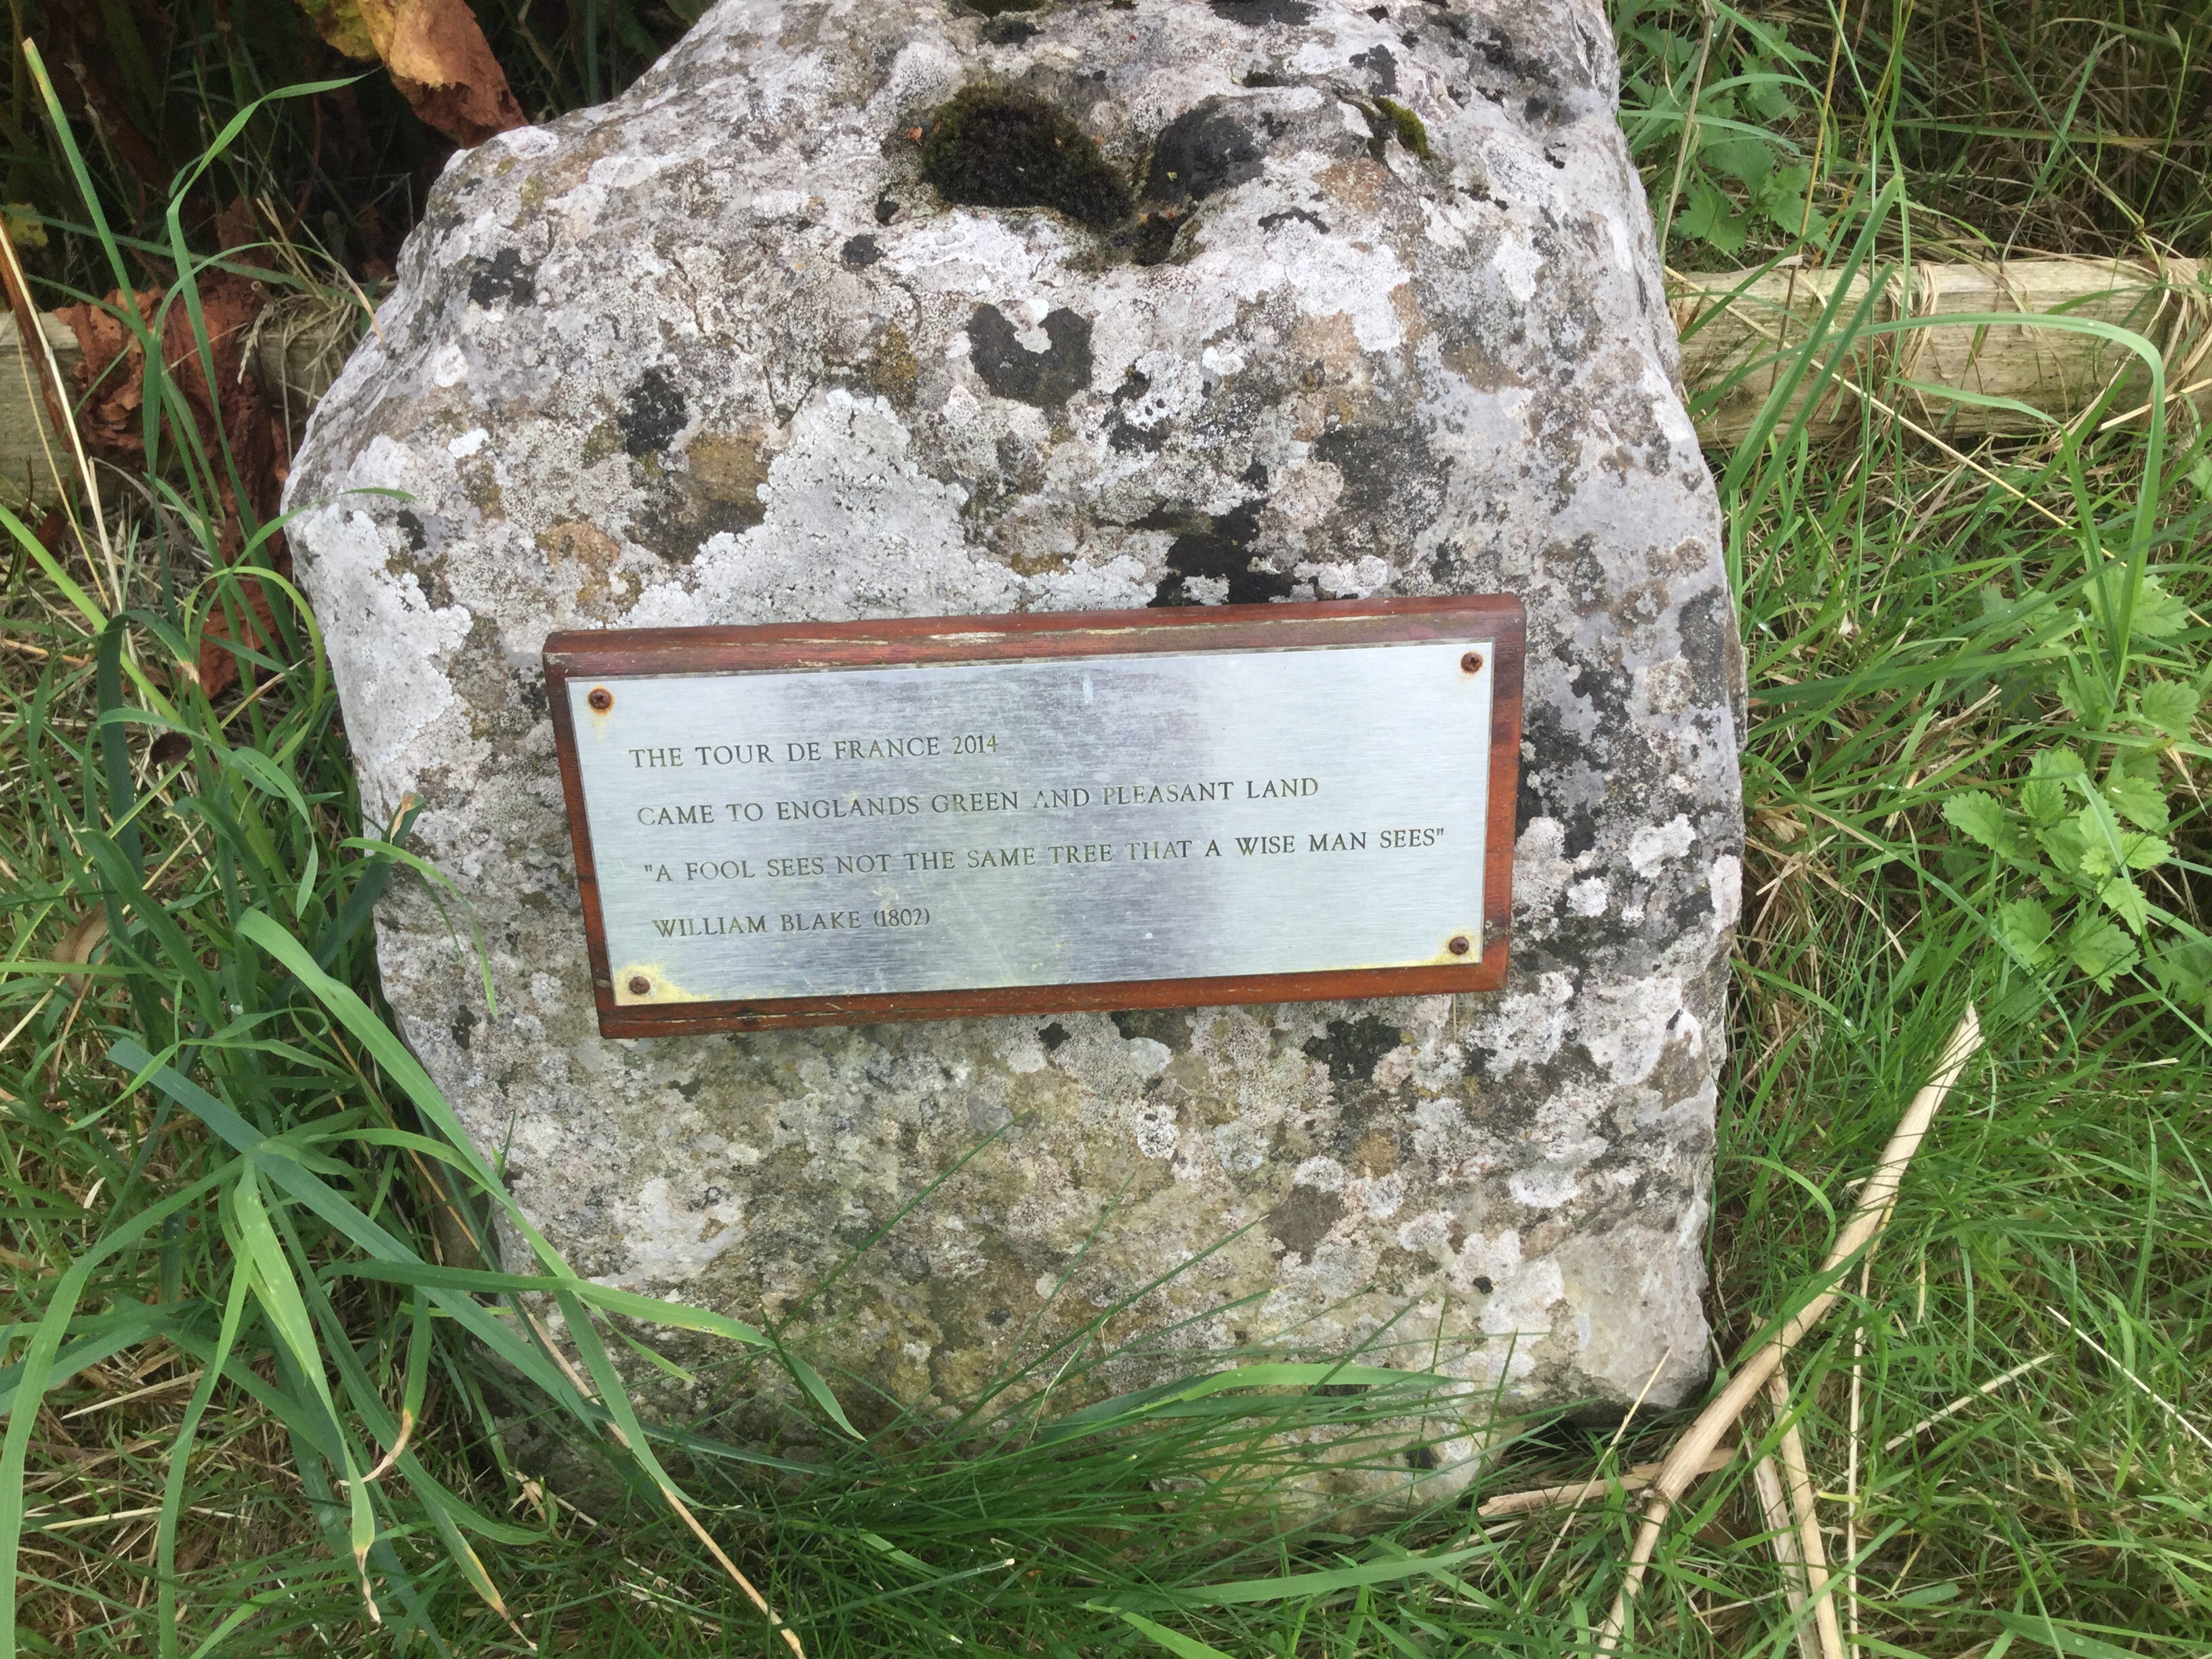 THE TOUR DE FRANCE 2014
CAME TO ENGLANDS GREEN AND PLEASANT LAND
"A FOOL SEES NOT THE SAME TREE THAT A WISE MAN SEES"
WILLIAM BLAKE (1802)